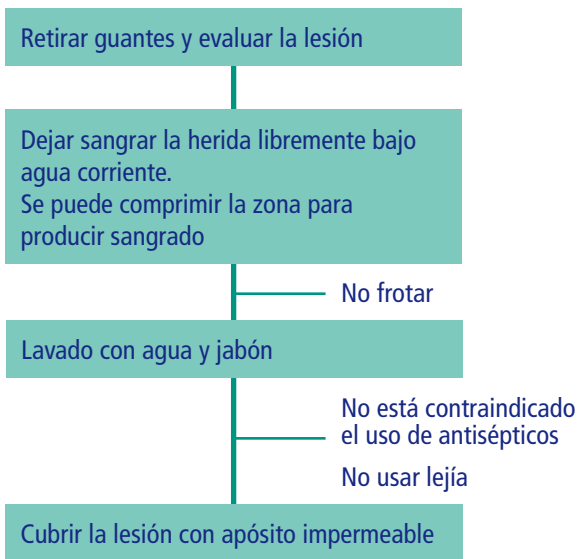 Retirar guantes y evaluar la lesión
Dejar sangrar la herida libremente bajo
agua corriente.
Se puede comprimir la zona para
producir sangrado
No frotar
Lavado con agua y jabón
No está contraindicado
el uso de antisépticos
No usar lejía
Cubrir la lesión con apósito impermeable